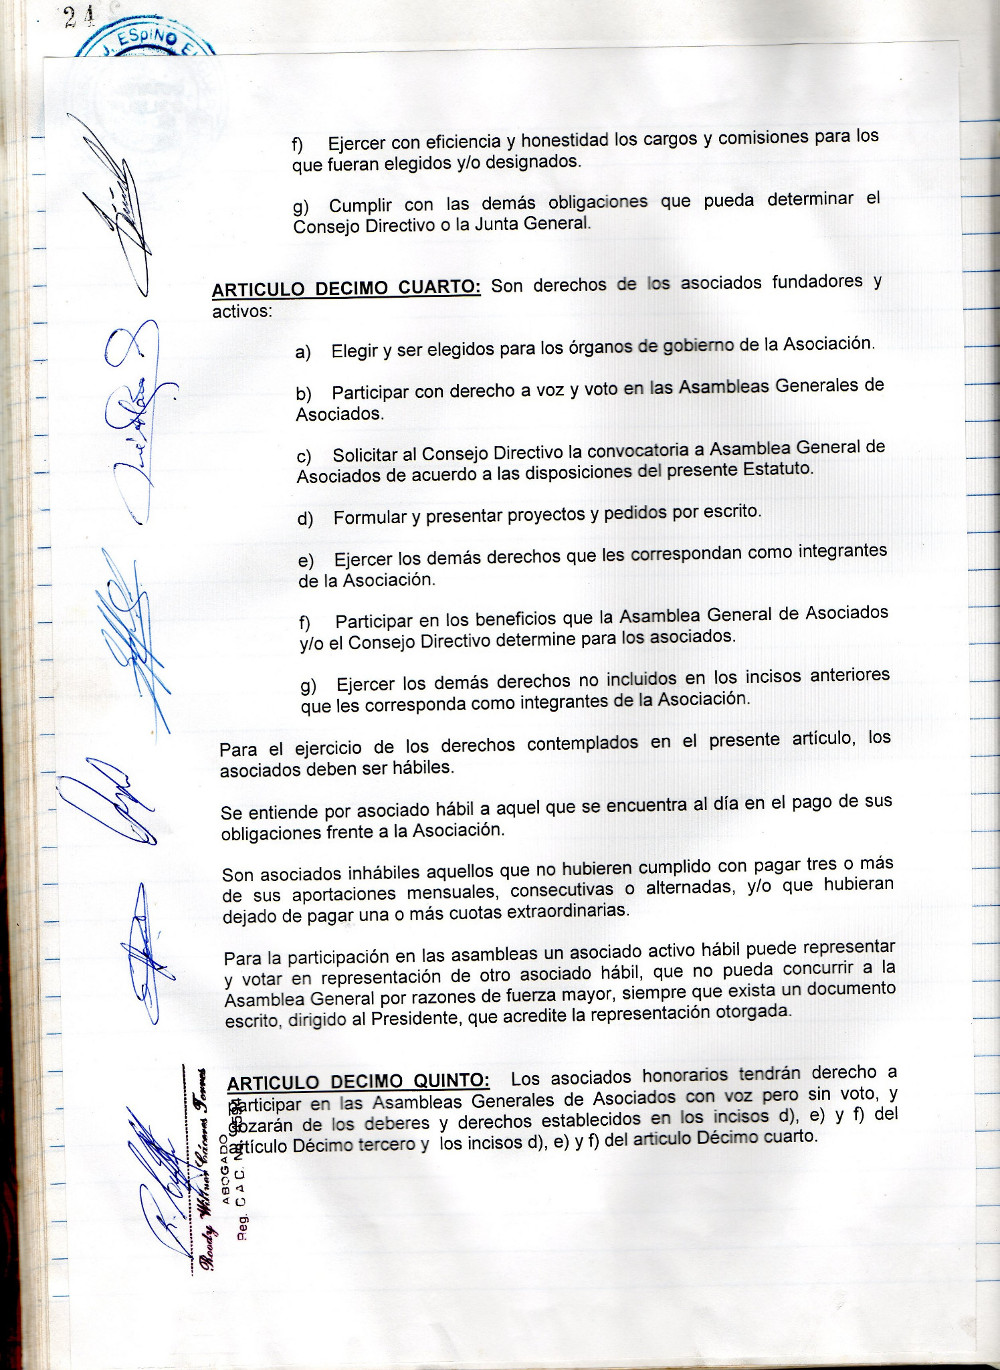 24
J. ESPINO
f) Ejercer con eficiencia y honestidad los cargos y comisiones para los
que fueran elegidos y/o designados.
g) Cumplir con las demás obligaciones que pueda determinar el
Consejo Directivo o la Junta General.
ARTICULO DECIMO CUARTO: Son derechos de los asociados fundadores y
activos:
a) Elegir y ser elegidos para los órganos de gobierno de la Asociación.
b) Participar con derecho a voz y voto en las Asambleas Generales de
Asociados.
c) Solicitar al Consejo Directivo la convocatoria a Asamblea General de
Asociados de acuerdo a las disposiciones del presente Estatuto.
d) Formular y presentar proyectos y pedidos por escrito.
e) Ejercer los demás derechos que les correspondan como integrantes
de la Asociación.
f) Participar en los beneficios que la Asamblea General de Asociados
y/o el Consejo Directivo determine para los asociados.
g) Ejercer los demás derechos no incluidos en los incisos anteriores
que les corresponda como integrantes de la Asociación.
Para el ejercicio de los derechos contemplados en el presente artículo, los
asociados deben ser hábiles.
Se entiende por asociado hábil a aquel que se encuentra al día en el pago de sus
obligaciones frente a la Asociación.
Son asociados inhábiles aquellos que no hubieren cumplido con pagar tres o más
de sus aportaciones mensuales, consecutivas o alternadas, y/o que hubieran
dejado de pagar una o más cuotas extraordinarias.
Para la participación en las asambleas un asociado activo hábil puede representar
y votar en representación de otro asociado hábil, que no pueda concurrir a la
Asamblea General por razones de fuerza mayor, siempre que exista un documento
escrito, dirigido al Presidente, que acredite la representación otorgada.
ARTICULO DECIMO QUINTO: Los asociados honorarios tendrán derecho a
participar en las Asambleas Generales de Asociados con voz pero sin voto, y
gozarán de los deberes y derechos establecidos en los incisos d), e) y f) del
artículo Décimo tercero y los incisos d), e) y f) del articulo Décimo cuarto.
Roody Wilmar Cáceres Torres
ABOGADO
Reg. C.A.C.